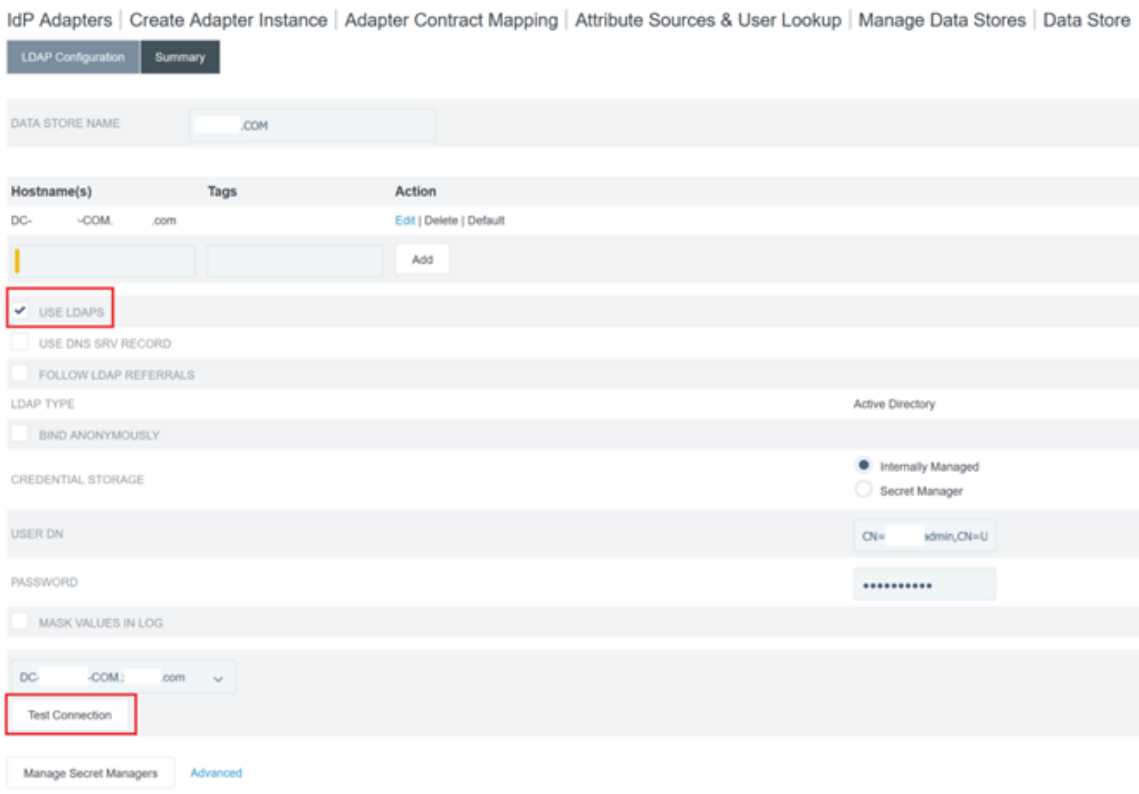 IdP Adapters | Create Adapter Instance | Adapter Contract Mapping | Attribute Sources & User Lookup | Manage Data Stores | Data Store
LDAP Configuration Summary
DATA STORE NAME .COM
Hostname(s) Tags Action
DC- -COM. .com Edit | Delete | Default
Add
USE LDAPS
USE DNS SRV RECORD
FOLLOW LDAP REFERRALS
LDAP TYPE Active Directory
BIND ANONYMOUSLY
CREDENTIAL STORAGE Internally Managed
Secret Manager
USER DN CN= admin,CN=U
PASSWORD ••••••••••
MASK VALUES IN LOG
DC- -COM.: .com
Test Connection
Manage Secret Managers Advanced